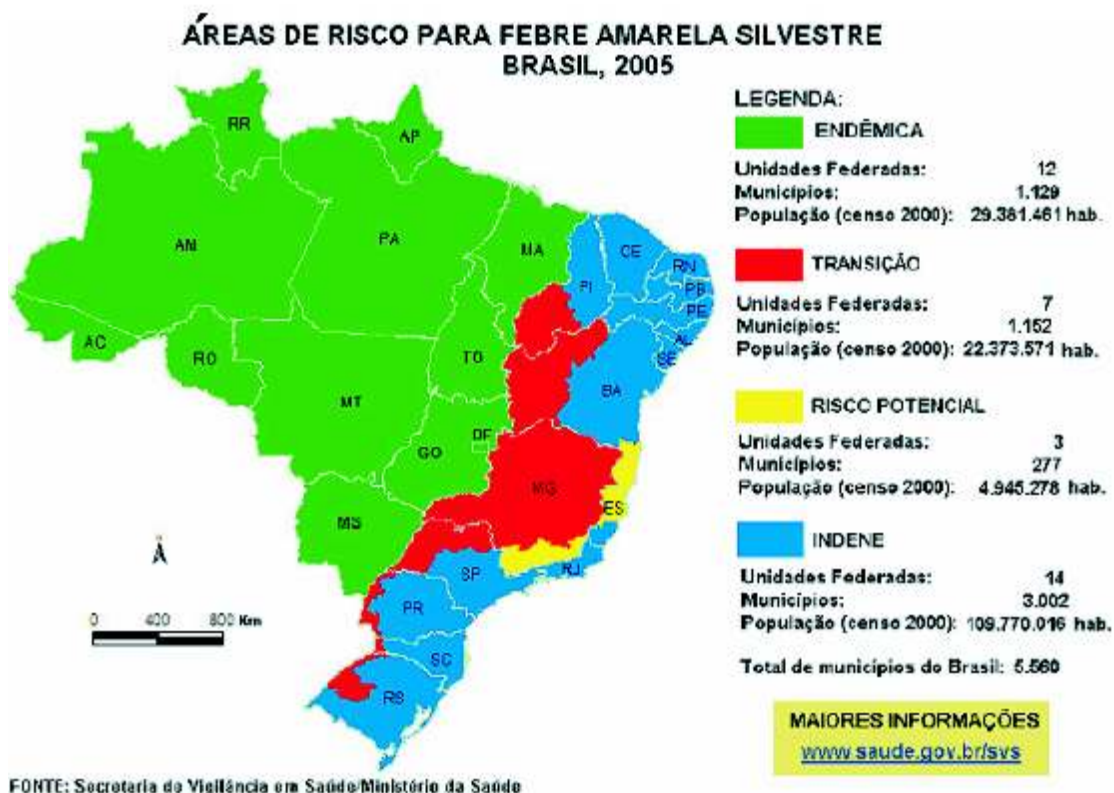 ÁREAS DE RISCO PARA FEBRE AMARELA SILVESTRE
BRASIL, 2005
LEGENDA:
ENDÊMICA
Unidades Federadas: 12
Municípios: 1.129
População (censo 2000): 29.381.461 hab.
TRANSIÇÃO
Unidades Federadas: 7
Municípios: 1.152
População (censo 2000): 22.373.571 hab.
RISCO POTENCIAL
Unidades Federadas: 3
Municípios: 277
População (censo 2000): 4.945.278 hab.
INDENE
Unidades Federadas: 14
Municípios: 3.002
População (censo 2000): 109.770.016 hab.
Total de municípios do Brasil: 5.560
MAIORES INFORMAÇÕES
www.saude.gov.br/svs
RR
AP
AM
PA
MA
CE
RN
PI
PB
PE
AC
RO
TO
AL
SE
MT
BA
GO
DF
MG
MS
ES
SP
RJ
PR
SC
RS
0 400 800 Km
FONTE: Secretaria de Vigilância em Saúde/Ministério da Saúde